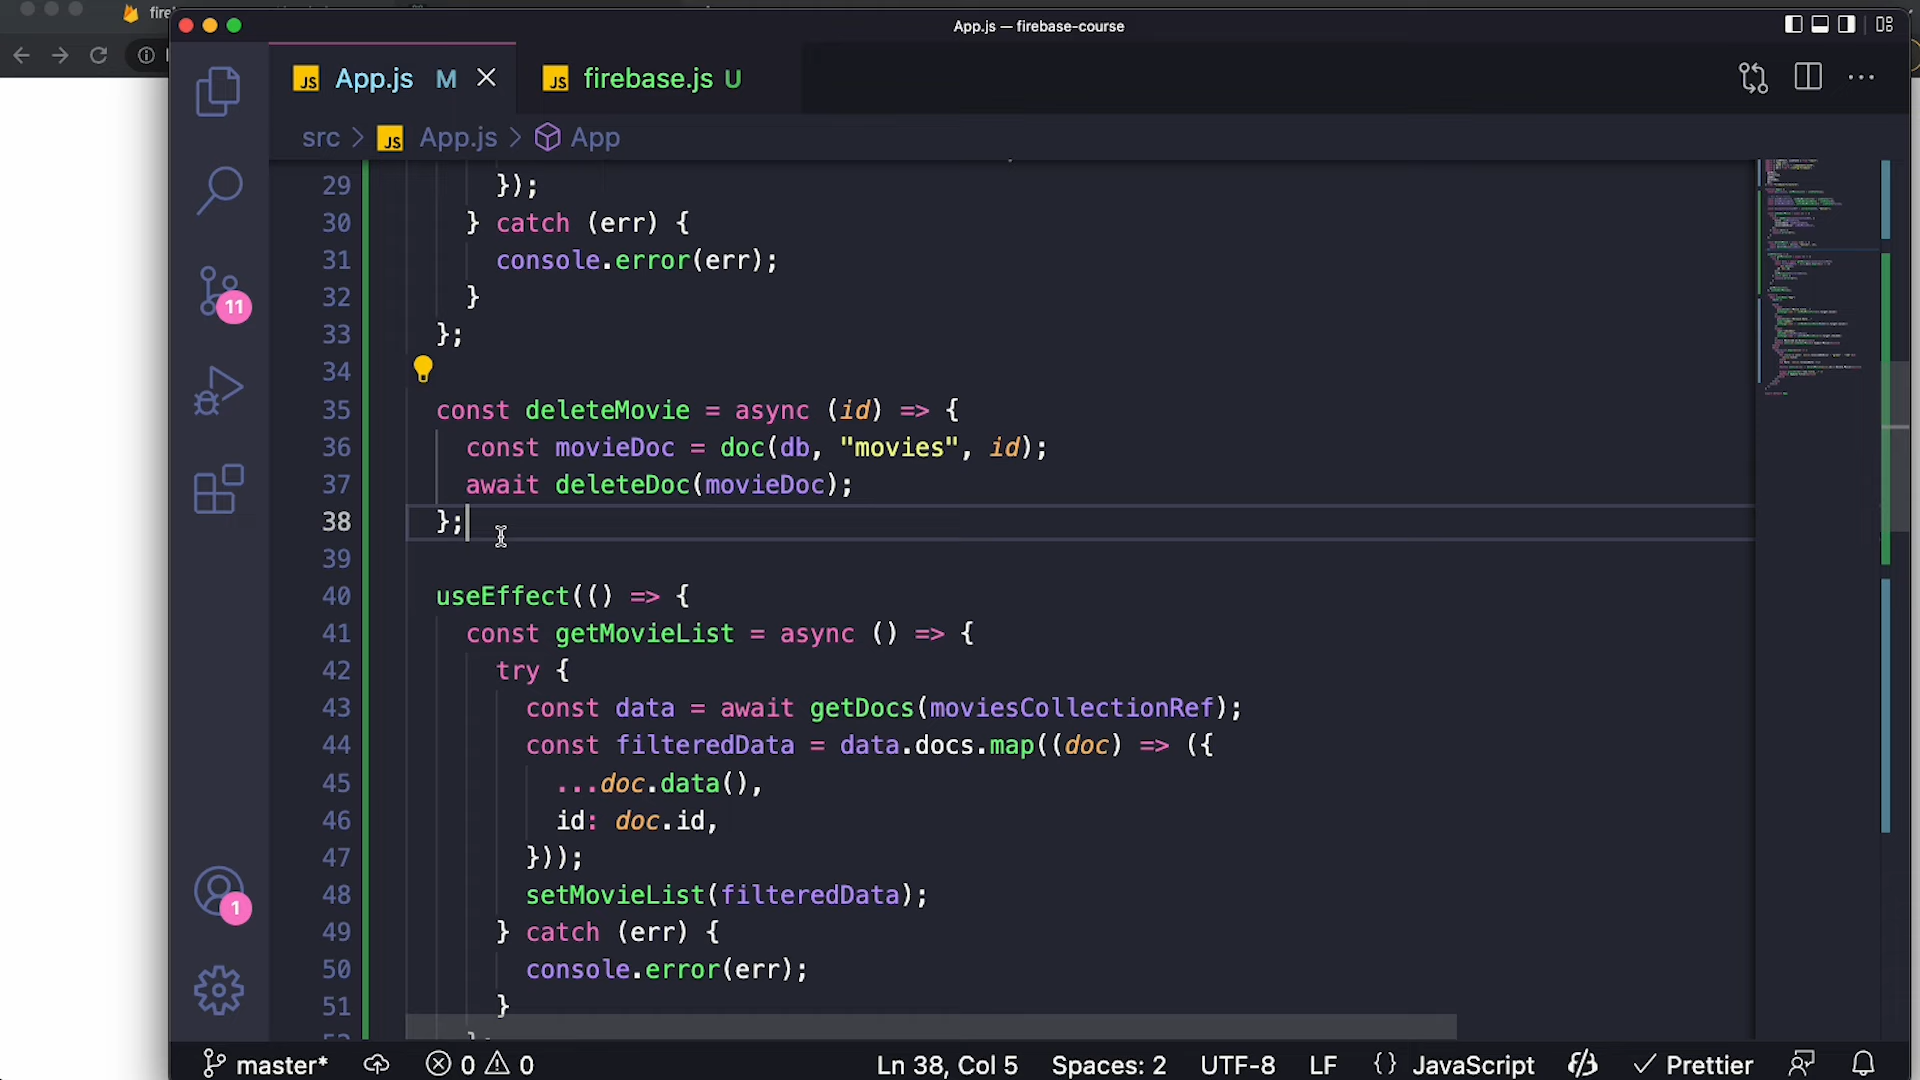 App.js — firebase-course
JS App.js M
JS firebase.js U
src > JS App.js > App
29 });
30 } catch (err) {
31 console.error(err);
32 }
33 };
34
35 const deleteMovie = async (id) => {
36 const movieDoc = doc(db, "movies", id);
37 await deleteDoc(movieDoc);
38 };
39
40 useEffect(() => {
41 const getMovieList = async () => {
42 try {
43 const data = await getDocs(moviesCollectionRef);
44 const filteredData = data.docs.map((doc) => ({
45 ...doc.data(),
46 id: doc.id,
47 }));
48 setMovieList(filteredData);
49 } catch (err) {
50 console.error(err);
51 }
11
1
master* 0 0 Ln 38, Col 5 Spaces: 2 UTF-8 LF {} JavaScript Prettier